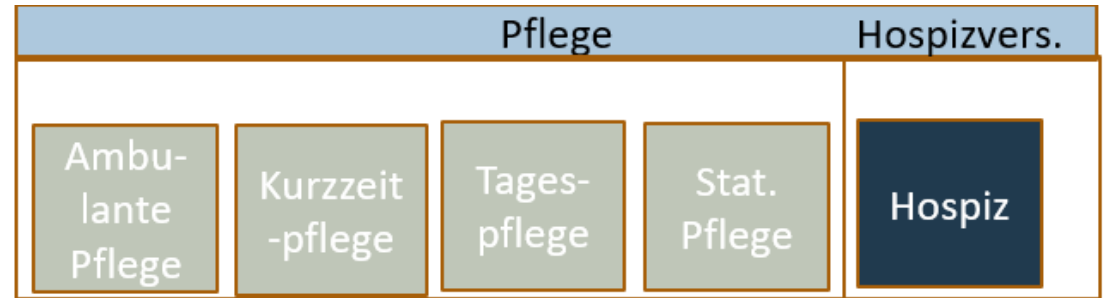 Pflege Hospizvers.
Ambu-
lante
Pflege
Kurzzeit
-pflege
Tages-
pflege
Stat.
Pflege
Hospiz